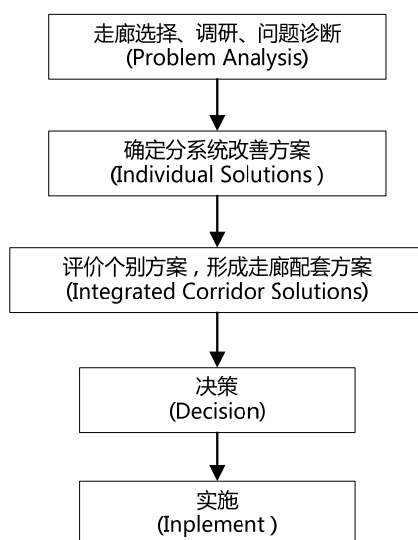 走廊选择、调研、问题诊断
(Problem Analysis)
确定分系统改善方案
(Individual Solutions )
评价个别方案，形成走廊配套方案
(Integrated Corridor Solutions)
决策
(Decision)
实施
(Inplement )